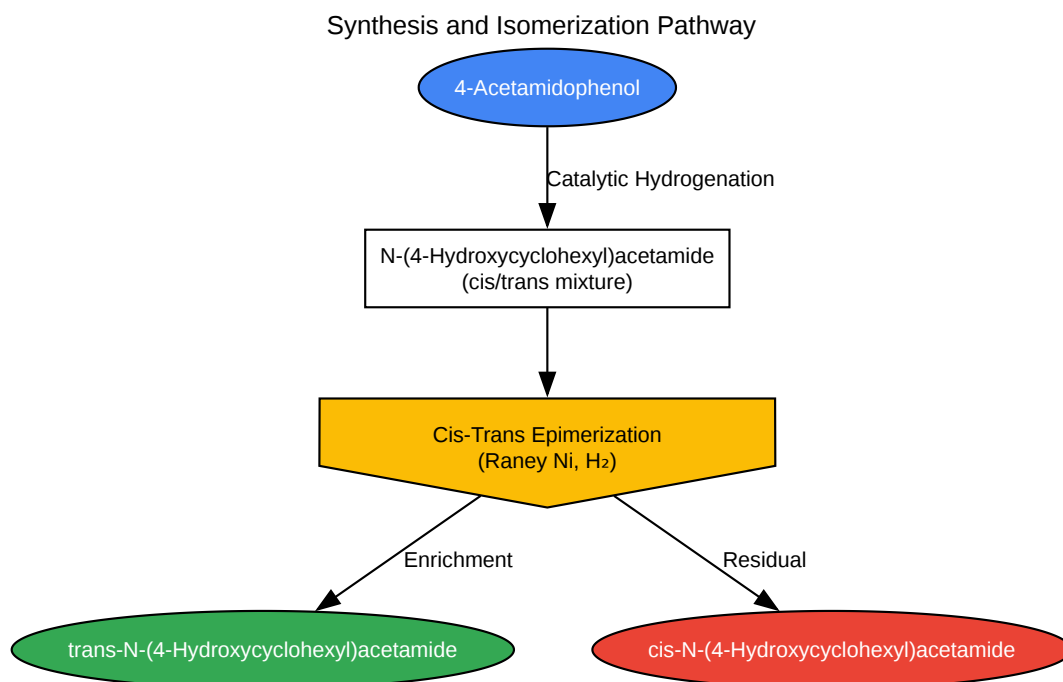 Synthesis and Isomerization Pathway
4-Acetamidophenol
Catalytic Hydrogenation
N-(4-Hydroxycyclohexyl)acetamide
(cis/trans mixture)
Cis-Trans Epimerization
(Raney Ni, H₂)
Enrichment
Residual
trans-N-(4-Hydroxycyclohexyl)acetamide
cis-N-(4-Hydroxycyclohexyl)acetamide